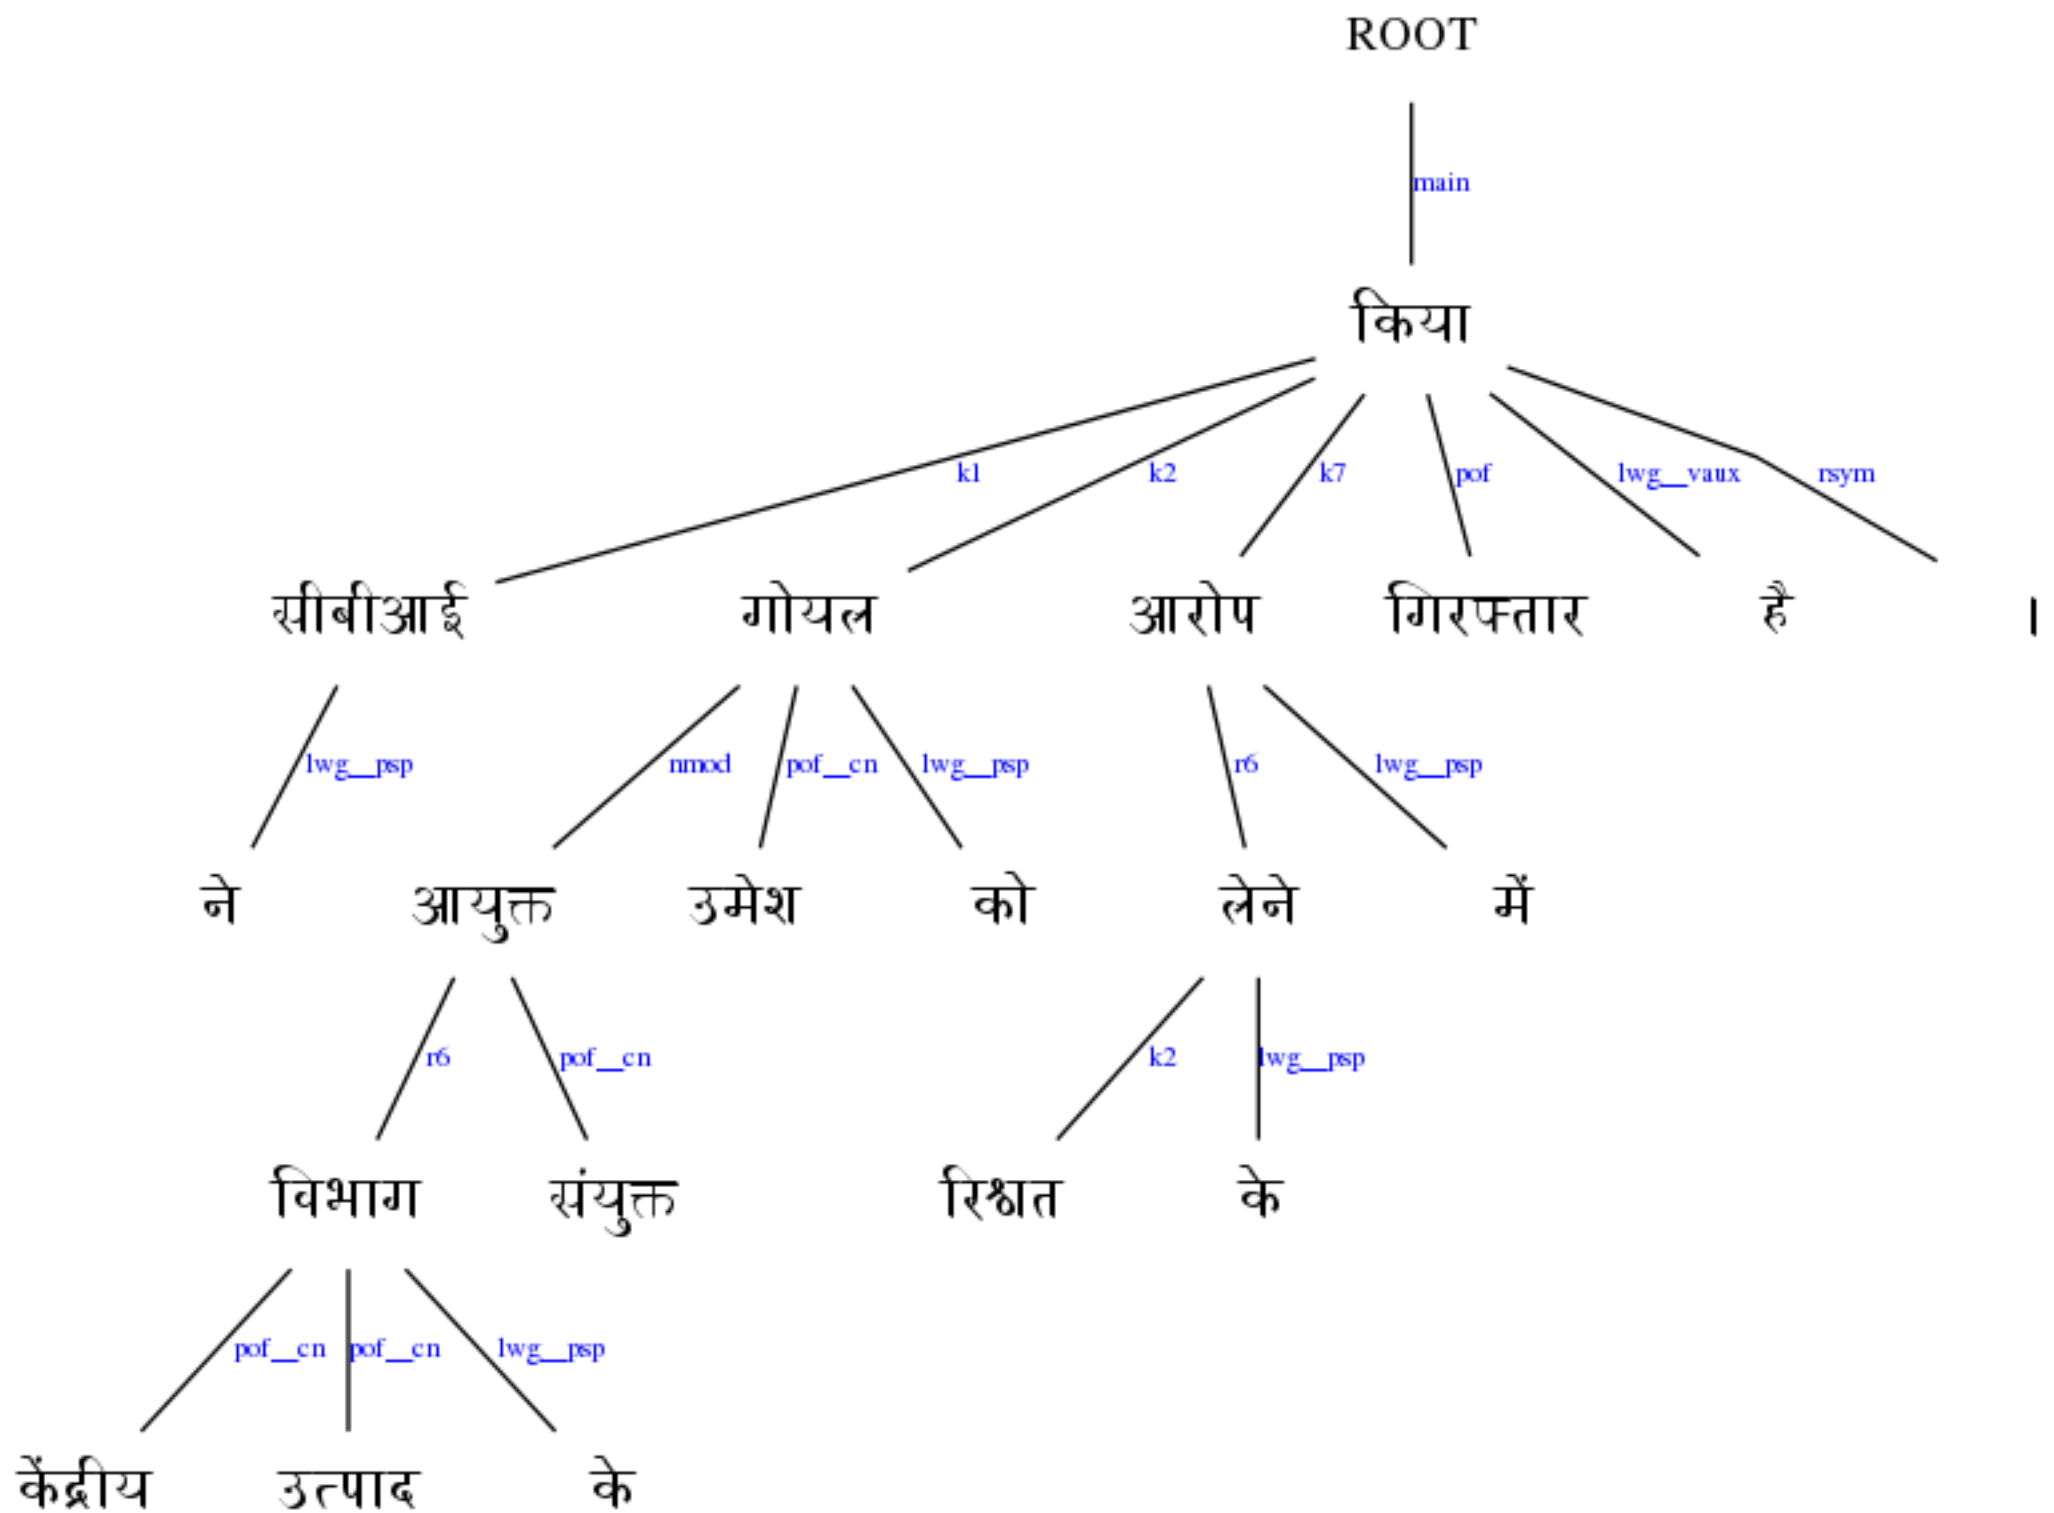 ROOT
main
किया
k1 k2 k7 pof lwg__vaux rsym
सीबीआई गोयल आरोप गिरफ्तार है ।
lwg__psp nmod pof__cn lwg__psp r6 lwg__psp
ने आयुक्त उमेश को लेने में
r6 pof__cn k2 lwg__psp
विभाग संयुक्त रिश्वत के
pof__cn pof__cn lwg__psp
केंद्रीय उत्पाद के